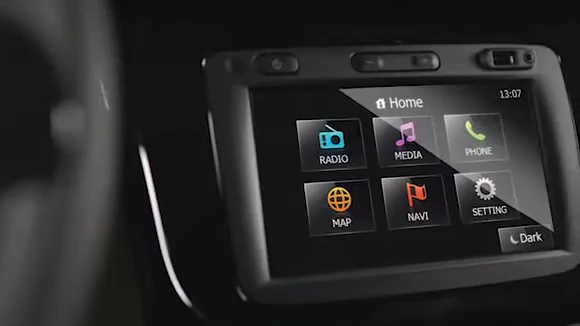 Home
13:07
RADIO
MEDIA
PHONE
MAP
NAVI
SETTING
Dark